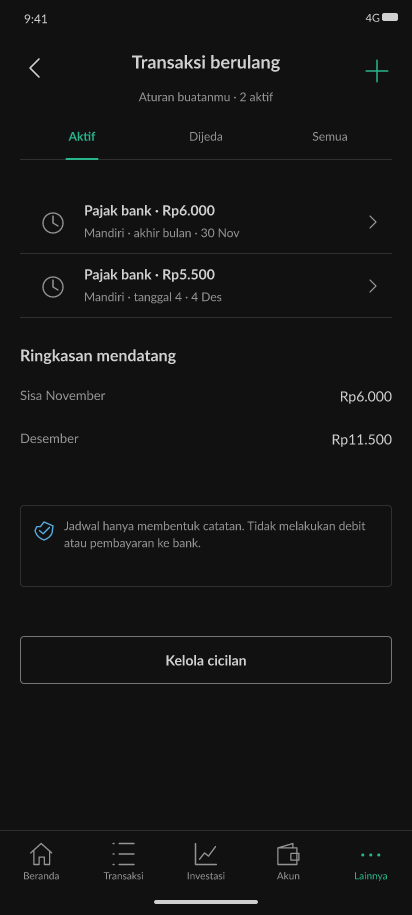 9:41
4G
Transaksi berulang
Aturan buatanmu · 2 aktif
Aktif
Dijeda
Semua
Pajak bank · Rp6.000
Mandiri · akhir bulan · 30 Nov
Pajak bank · Rp5.500
Mandiri · tanggal 4 · 4 Des
Ringkasan mendatang
Sisa November
Rp6.000
Desember
Rp11.500
Jadwal hanya membentuk catatan. Tidak melakukan debit
atau pembayaran ke bank.
Kelola cicilan
Beranda
Transaksi
Investasi
Akun
Lainnya